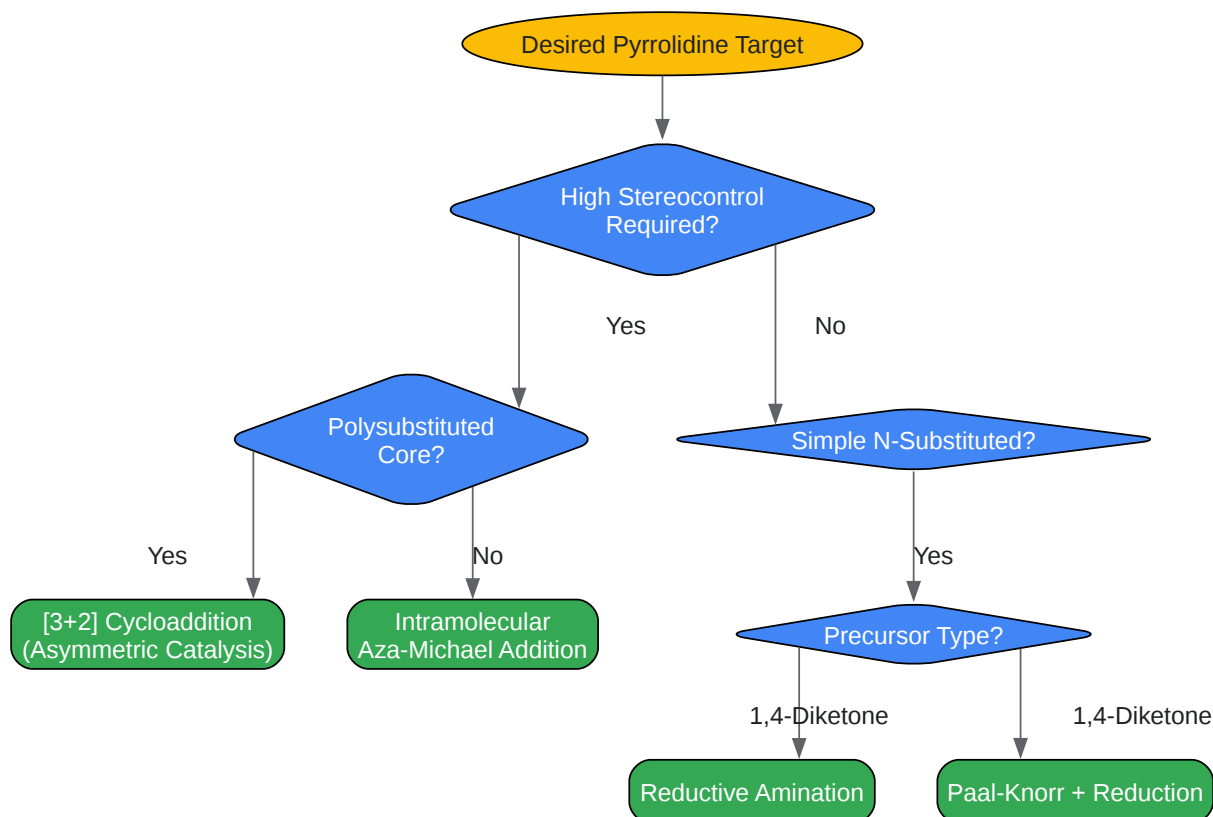 Desired Pyrrolidine Target
High Stereocontrol
Required?
Yes
No
Polysubstituted
Core?
Simple N-Substituted?
Yes
No
Yes
[3+2] Cycloaddition
(Asymmetric Catalysis)
Intramolecular
Aza-Michael Addition
Precursor Type?
1,4-Diketone
1,4-Diketone
Reductive Amination
Paal-Knorr + Reduction